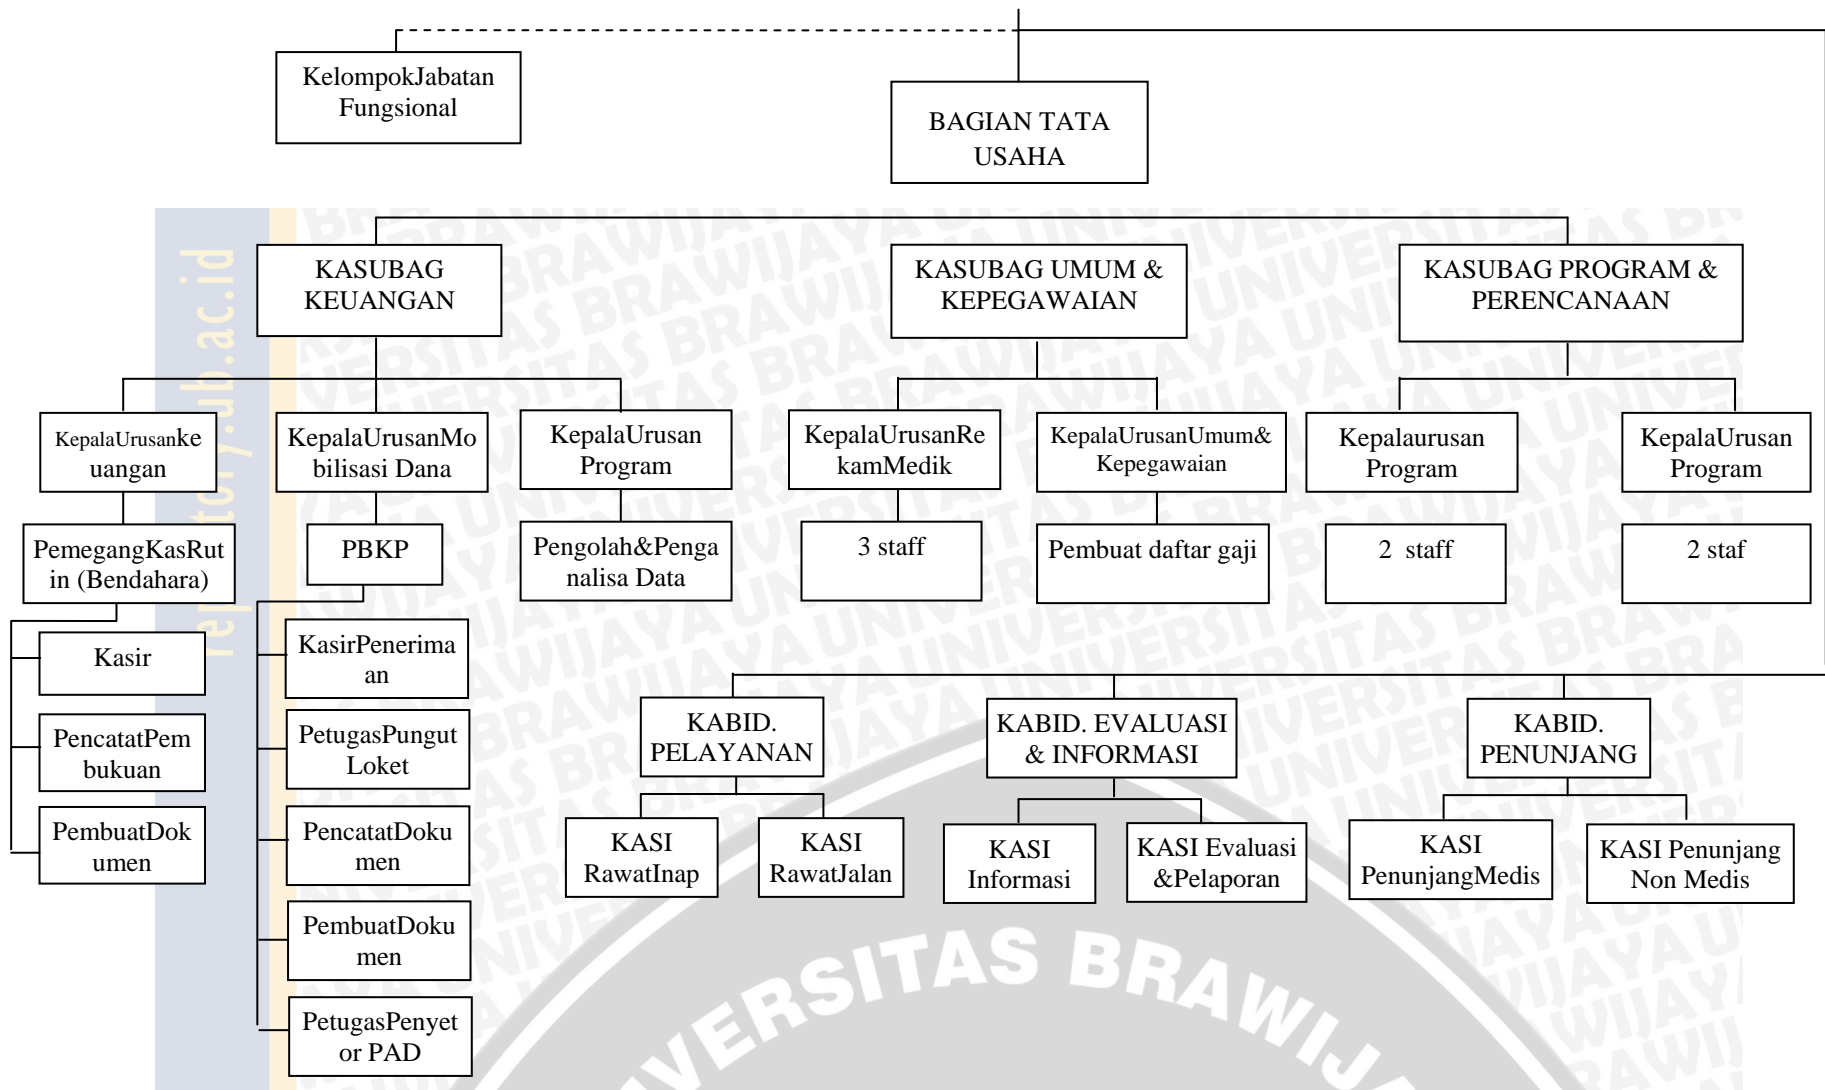 KelompokJabatan
Fungsional
BAGIAN TATA
USAHA
KASUBAG
KEUANGAN
KASUBAG UMUM &
KEPEGAWAIAN
KASUBAG PROGRAM &
PERENCANAAN
KepalaUrusanke
uangan
KepalaUrusanMo
bilisasi Dana
KepalaUrusan
Program
KepalaUrusanRe
kamMedik
KepalaUrusanUmum&
Kepegawaian
Kepalaurusan
Program
KepalaUrusan
Program
PemegangKasRut
in (Bendahara)
PBKP
Pengolah&Penga
nalisa Data
3 staff
Pembuat daftar gaji
2 staff
2 staf
Kasir
PencatatPem
bukuan
PembuatDok
umen
KasirPenerima
an
PetugasPungut
Loket
PencatatDoku
men
PembuatDoku
men
PetugasPenyet
or PAD
KABID.
PELAYANAN
KABID. EVALUASI
& INFORMASI
KABID.
PENUNJANG
KASI
RawatInap
KASI
RawatJalan
KASI
Informasi
KASI Evaluasi
&Pelaporan
KASI
PenunjangMedis
KASI Penunjang
Non Medis